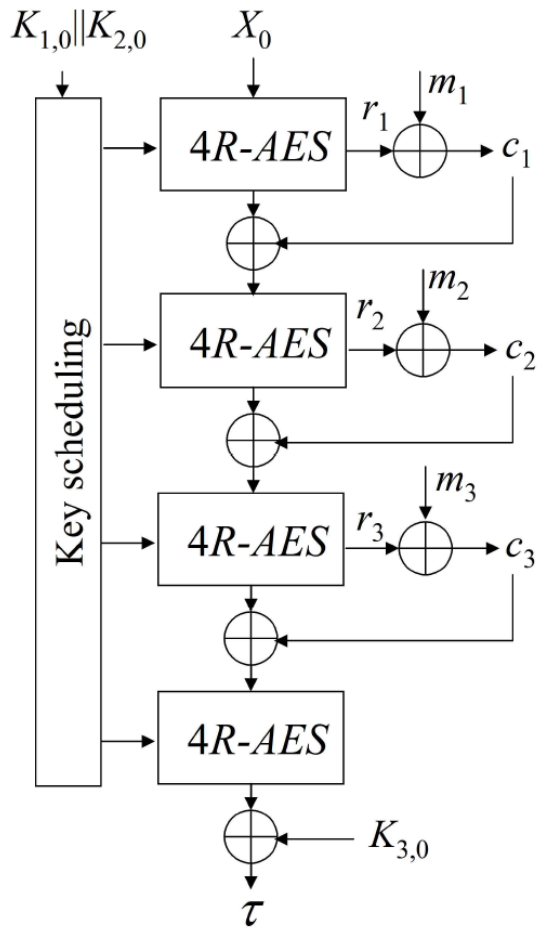 K1,0||K2,0
X0
m1
r1
4R-AES
c1
m2
r2
4R-AES
c2
Key scheduling
m3
r3
4R-AES
c3
4R-AES
K3,0
τ